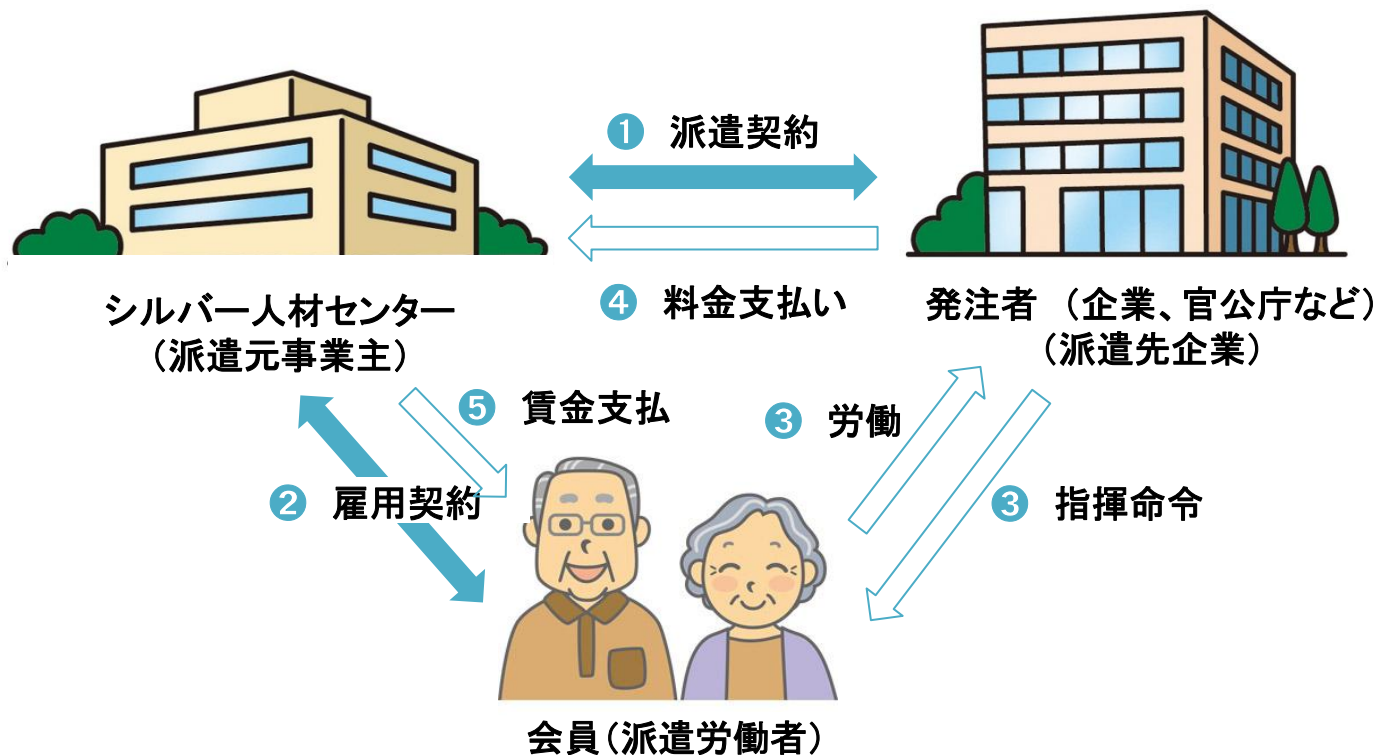 ❶ 派遣契約
❹ 料金支払い
シルバー人材センター
（派遣元事業主）
発注者 （企業、官公庁など）
（派遣先企業）
❺ 賃金支払
❸ 労働
❷ 雇用契約
❸ 指揮命令
会員（派遣労働者）